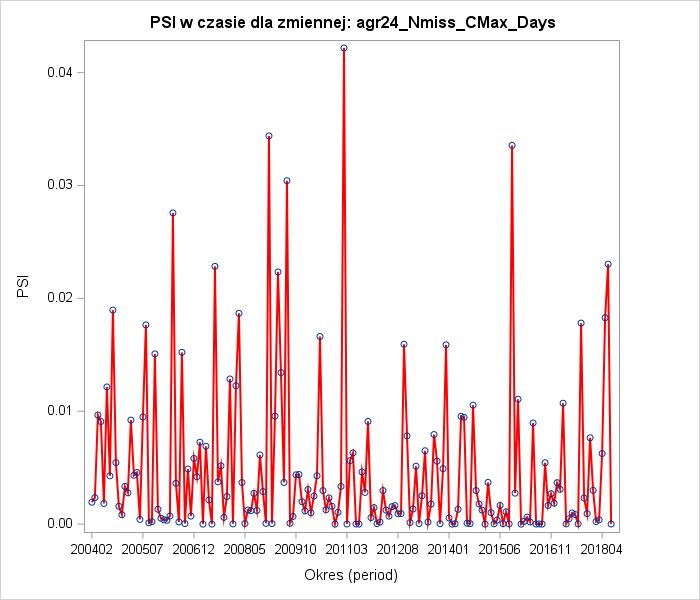 PSI w czasie dla zmiennej: agr24_Nmiss_CMax_Days
0.04
0.03
0.02
0.01
0.00
PSI
200402 200507 200612 200805 200910 201103 201208 201401 201506 201611 201804
Okres (period)